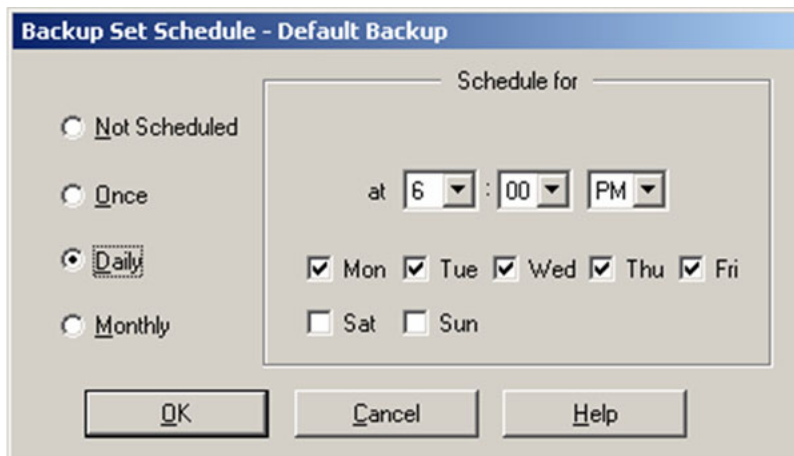 Backup Set Schedule - Default Backup
Schedule for
Not Scheduled
Once
Daily
Monthly
at 6 : 00 PM
Mon Tue Wed Thu Fri
Sat Sun
OK Cancel Help